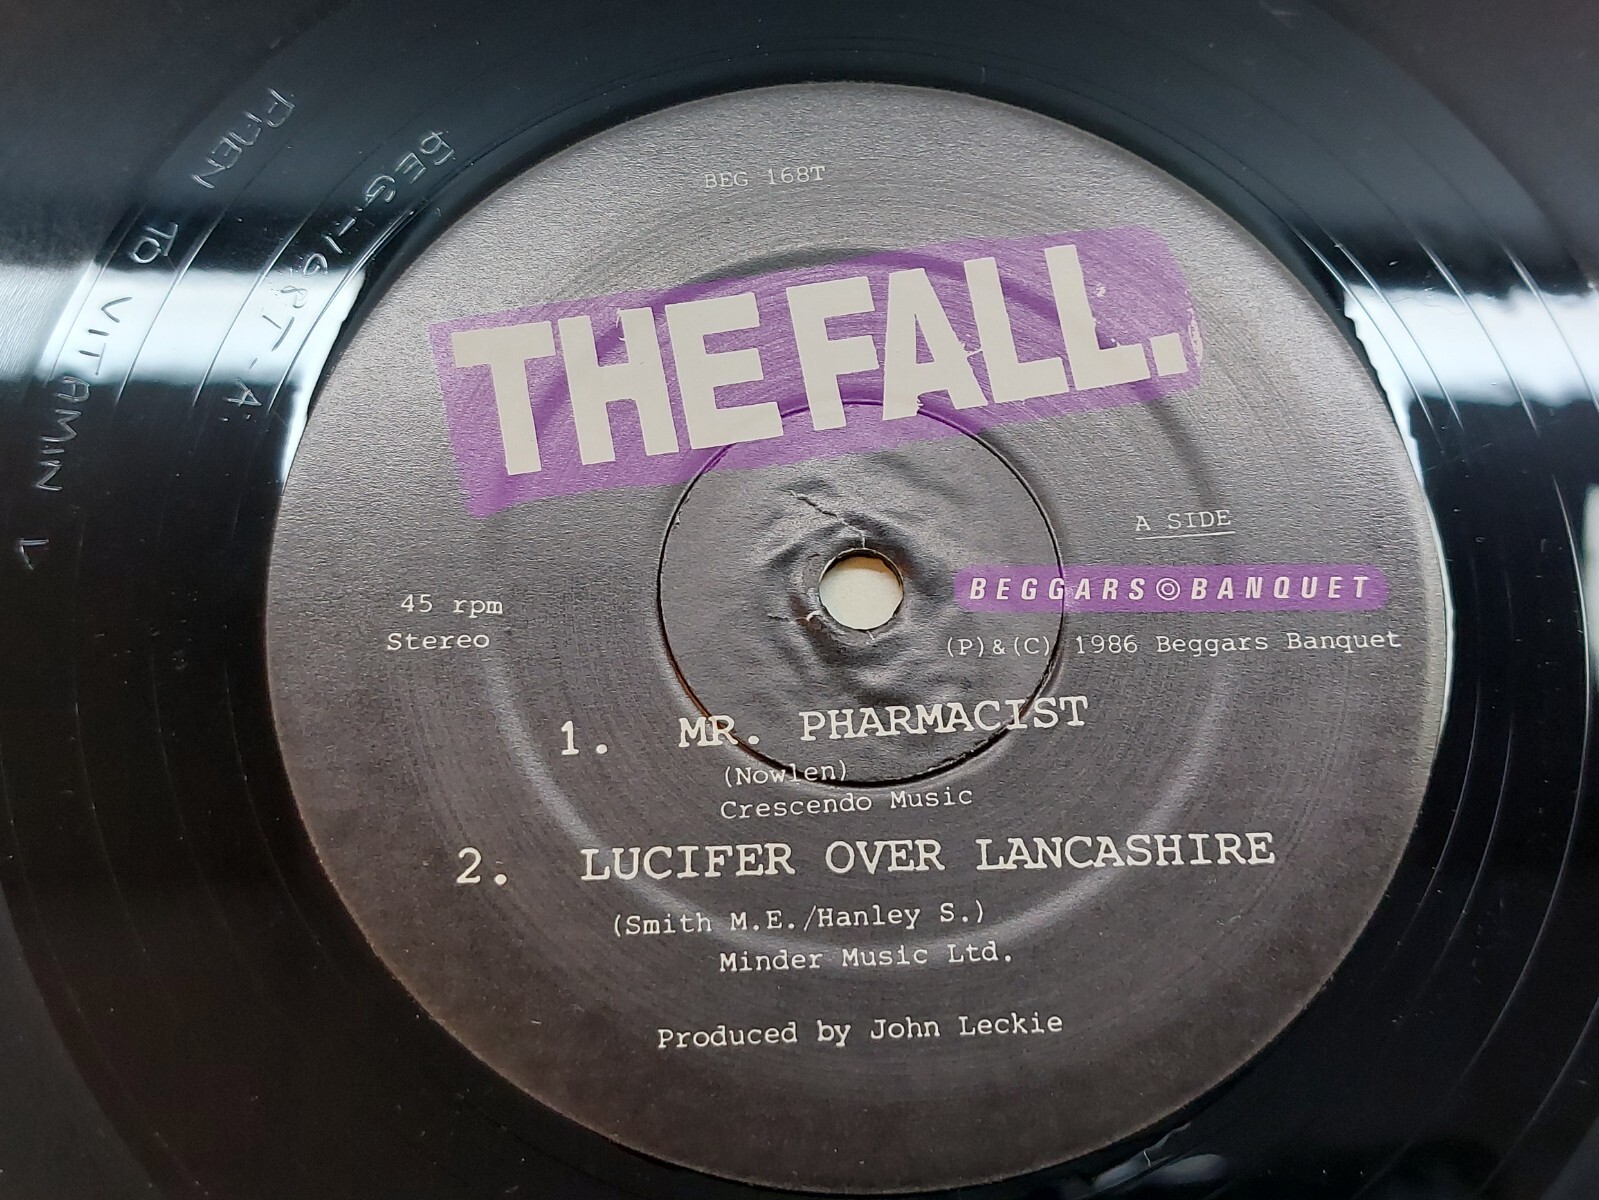 BEG 168T
THE FALL.
A SIDE
BEGGARS BANQUET
45 rpm
Stereo
(P)&(C) 1986 Beggars Banquet
1. MR. PHARMACIST
(Nowlen)
Crescendo Music
2. LUCIFER OVER LANCASHIRE
(Smith M.E./Hanley S.)
Minder Music Ltd.
Produced by John Leckie
BEG-168T-A
TO VITAMIN